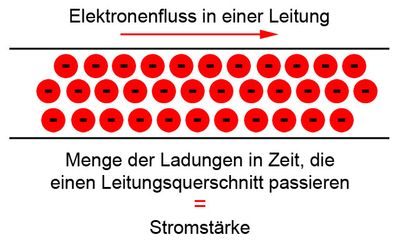 Elektronenfluss in einer Leitung
Menge der Ladungen in Zeit, die
einen Leitungsquerschnitt passieren
=
Stromstärke